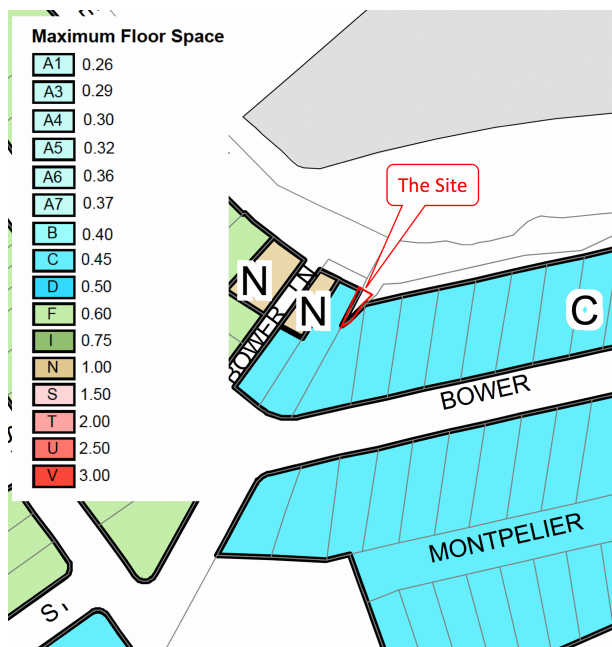 Maximum Floor Space
A1 0.26
A3 0.29
A4 0.30
A5 0.32
A6 0.36
A7 0.37
B 0.40
C 0.45
D 0.50
F 0.60
I 0.75
N 1.00
S 1.50
T 2.00
U 2.50
V 3.00
The Site
N
N
BOWER LN
C
BOWER
MONTPELIER